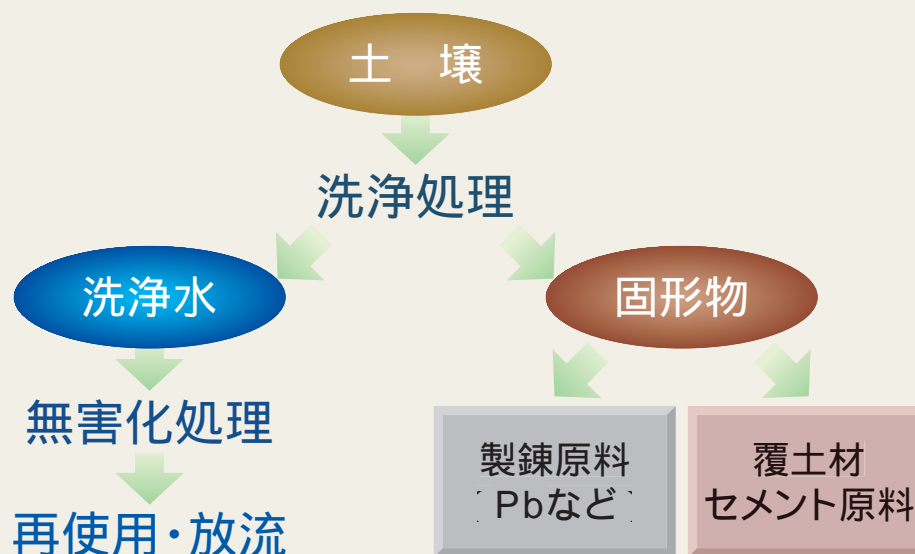 土　壌
洗浄処理
洗浄水
固形物
無害化処理
再使用・放流
製錬原料
Pbなど
覆土材
セメント原料